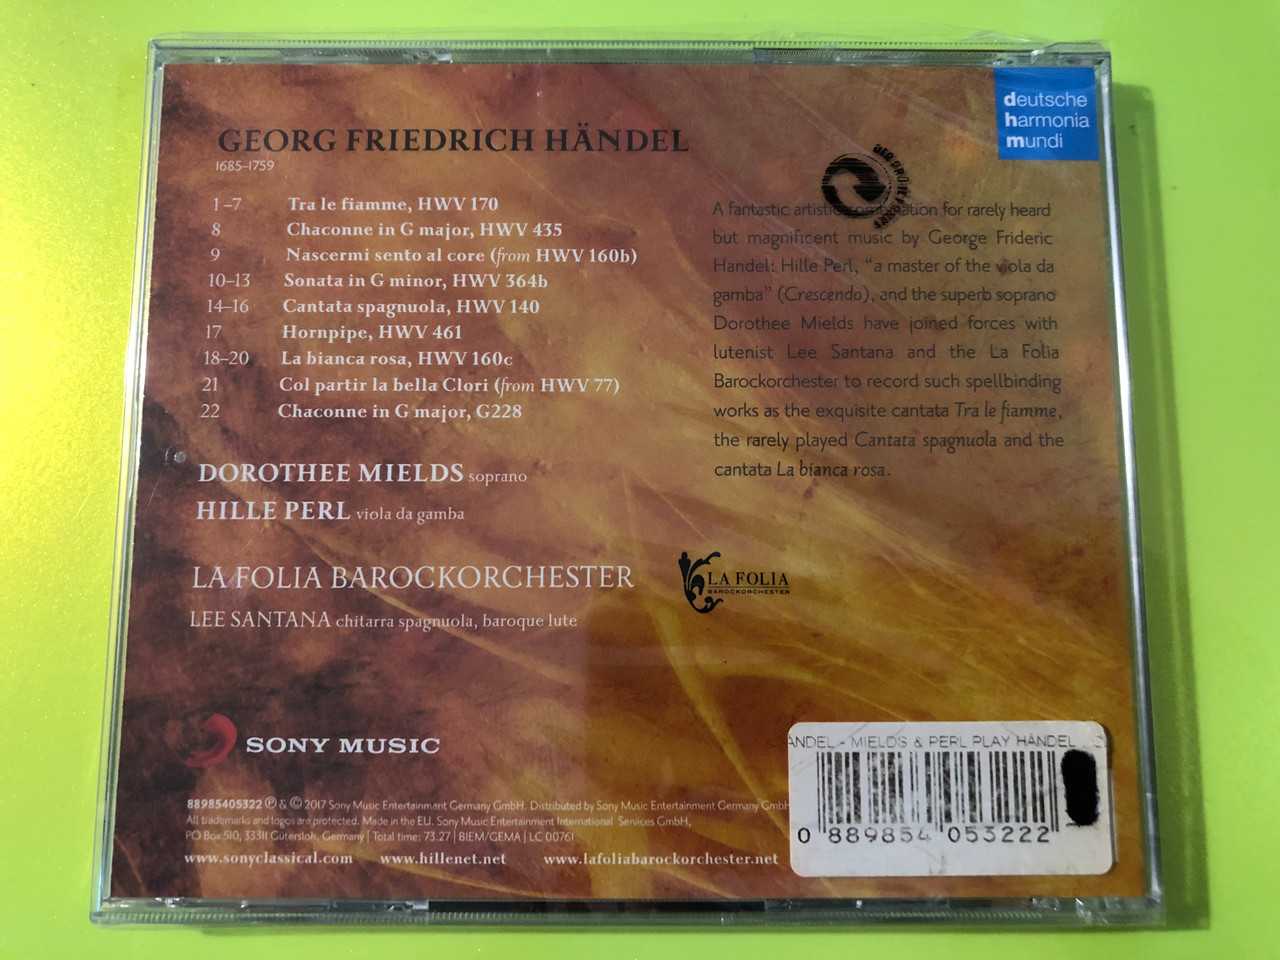 GEORG FRIEDRICH HÄNDEL
1685–1759
1–7 Tra le fiamme, HWV 170
8 Chaconne in G major, HWV 435
9 Nascermi sento al core (from HWV 160b)
10–13 Sonata in G minor, HWV 364b
14–16 Cantata spagnuola, HWV 140
17 Hornpipe, HWV 461
18–20 La bianca rosa, HWV 160c
21 Col partir la bella Clori (from HWV 77)
22 Chaconne in G major, G228
DOROTHEE MIELDS soprano
HILLE PERL viola da gamba
LA FOLIA BAROCKORCHESTER
LEE SANTANA chitarra spagnuola, baroque lute
deutsche
harmonia
mundi
A fantastic artistic combination for rarely heard
but magnificent music by George Frideric
Handel: Hille Perl, “a master of the viola da
gamba” (Crescendo), and the superb soprano
Dorothee Mields have joined forces with
lutenist Lee Santana and the La Folia
Barockorchester to record such spellbinding
works as the exquisite cantata Tra le fiamme,
the rarely played Cantata spagnuola and the
cantata La bianca rosa.
LA FOLIA
BAROCKORCHESTER
SONY MUSIC
88985405322 ℗ & © 2017 Sony Music Entertainment Germany GmbH. Distributed by Sony Music Entertainment Germany GmbH
All trademarks and logos are protected. Made in the EU. Sony Music Entertainment International Services GmbH,
PO Box 510, 33311 Gütersloh, Germany | Total time: 73.27 | BIEM/GEMA | LC 00761
www.sonyclassical.com www.hillenet.net www.lafoliabarockorchester.net
ÄNDEL - MIELDS & PERL PLAY HÄNDEL
0 889854 053222